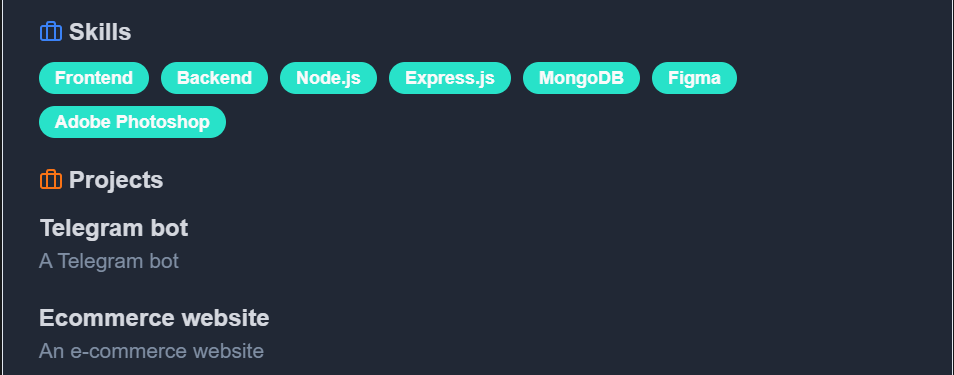 Skills
Frontend Backend Node.js Express.js MongoDB Figma
Adobe Photoshop
Projects
Telegram bot
A Telegram bot
Ecommerce website
An e-commerce website